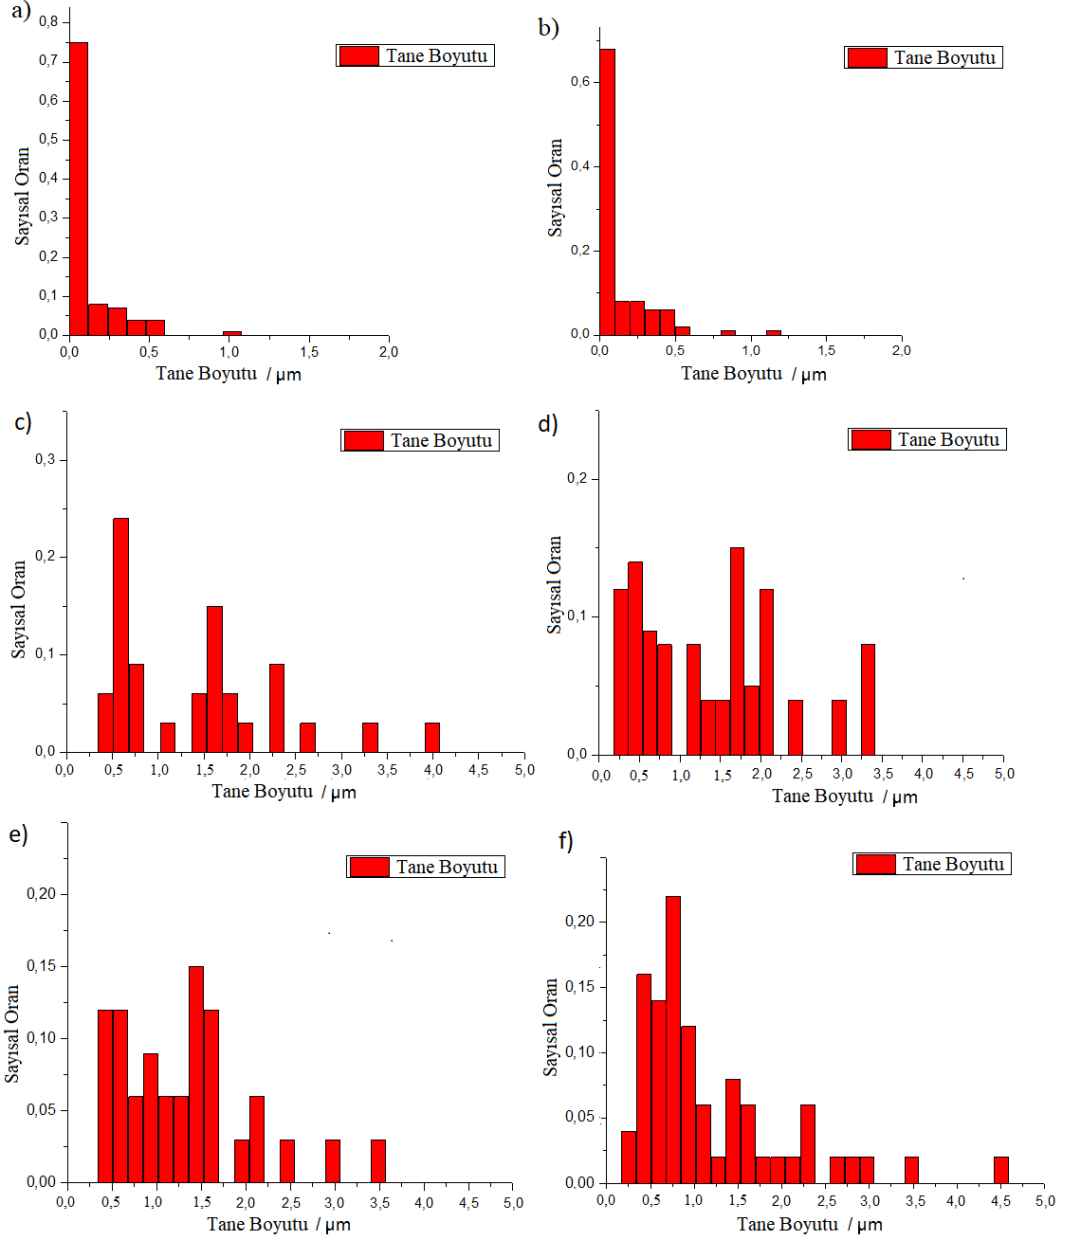 a)
0,8
0,7
0,6
0,5
0,4
0,3
0,2
0,1
0,0
Sayısal Oran
Tane Boyutu
0,0 0,5 1,0 1,5 2,0
Tane Boyutu / µm
b)
0,6
0,4
0,2
0,0
Sayısal Oran
Tane Boyutu
0,0 0,5 1,0 1,5 2,0
Tane Boyutu / µm
c)
0,3
0,2
0,1
0,0
Sayısal Oran
Tane Boyutu
0,0 0,5 1,0 1,5 2,0 2,5 3,0 3,5 4,0 4,5 5,0
Tane Boyutu / µm
d)
0,2
0,1
0,0
Sayısal Oran
Tane Boyutu
0,0 0,5 1,0 1,5 2,0 2,5 3,0 3,5 4,0 4,5 5,0
Tane Boyutu / µm
e)
0,20
0,15
0,10
0,05
0,00
Sayısal Oran
Tane Boyutu
0,0 0,5 1,0 1,5 2,0 2,5 3,0 3,5 4,0 4,5 5,0
Tane Boyutu / µm
f)
0,20
0,15
0,10
0,05
0,00
Sayısal Oran
Tane Boyutu
0,0 0,5 1,0 1,5 2,0 2,5 3,0 3,5 4,0 4,5 5,0
Tane Boyutu / µm